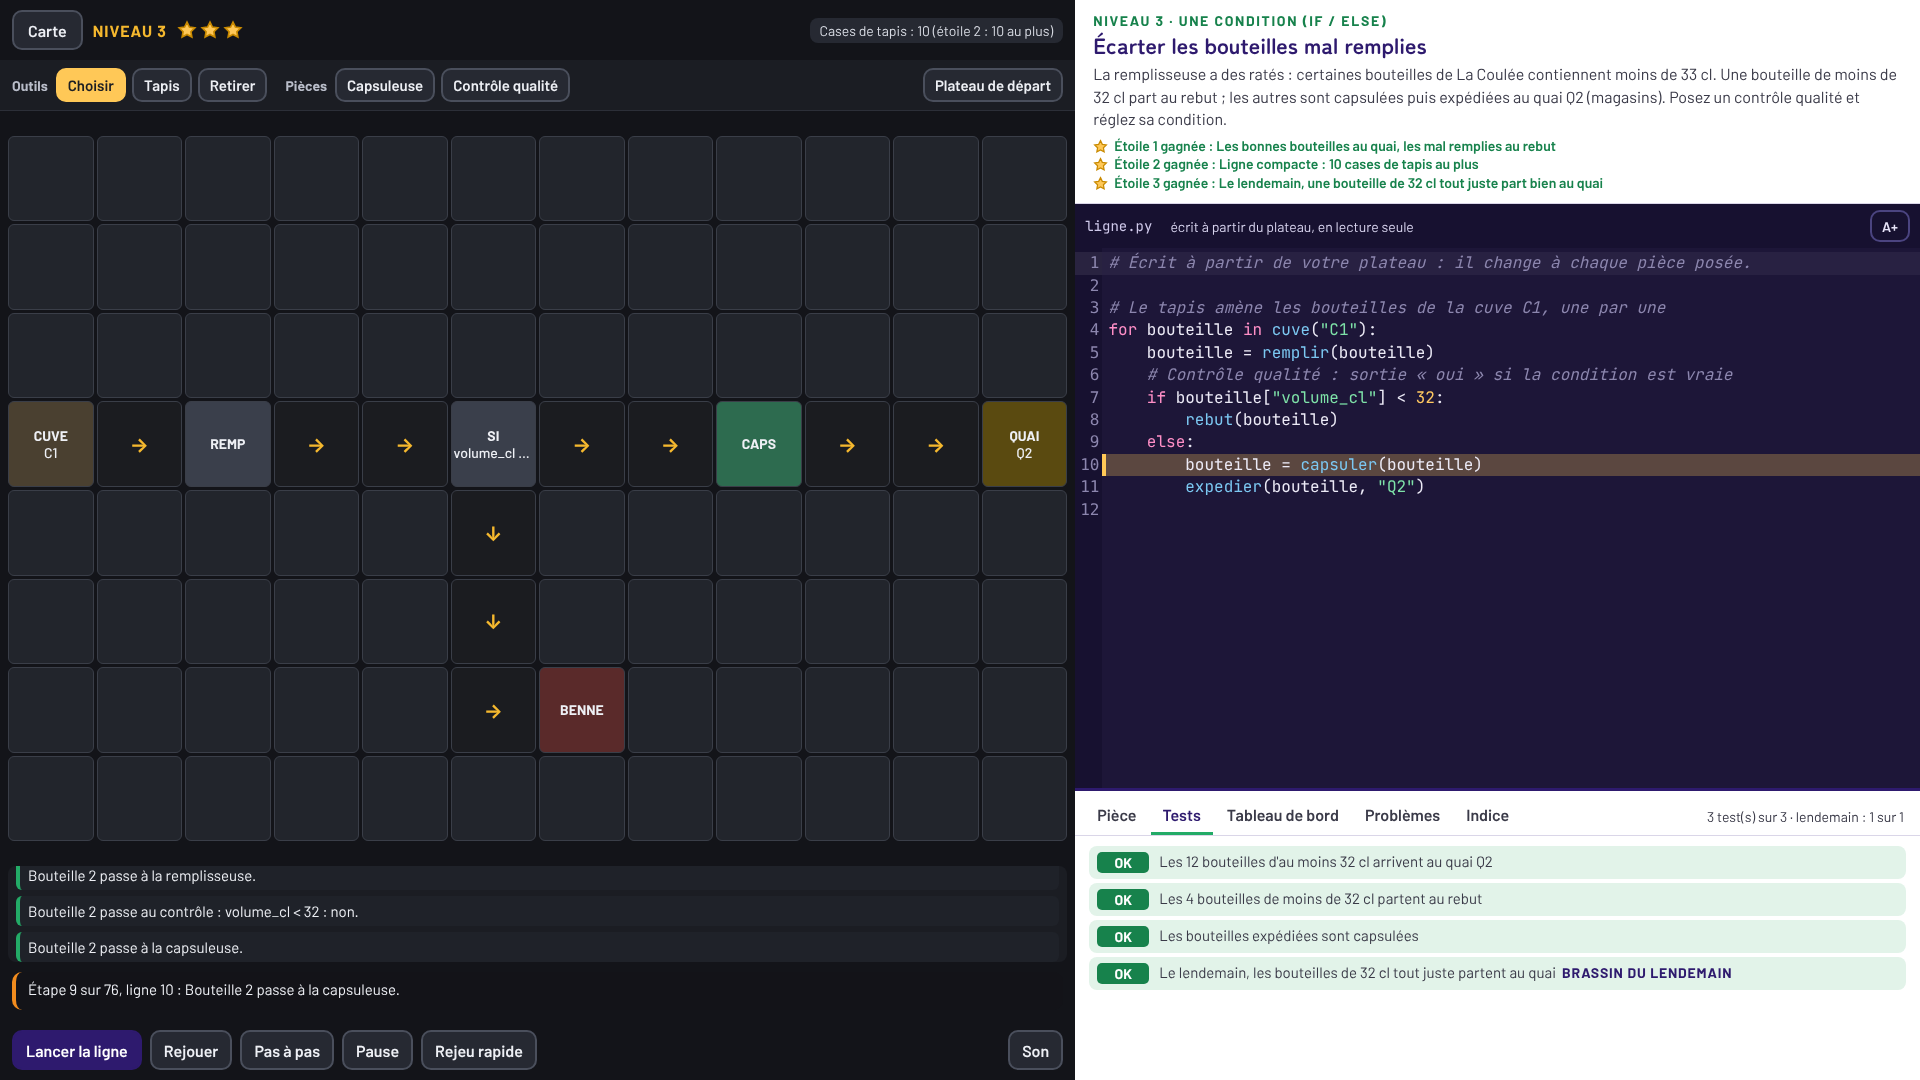 Carte
NIVEAU 3
Cases de tapis : 10 (étoile 2 : 10 au plus)
Outils
Choisir
Tapis
Retirer
Pièces
Capsuleuse
Contrôle qualité
Plateau de départ
CUVE
C1
→
REMP
→
→
SI
volume_cl ...
→
→
CAPS
→
→
QUAI
Q2
↓
↓
→
BENNE
Bouteille 2 passe à la remplisseuse.
Bouteille 2 passe au contrôle : volume_cl < 32 : non.
Bouteille 2 passe à la capsuleuse.
Étape 9 sur 76, ligne 10 : Bouteille 2 passe à la capsuleuse.
Lancer la ligne
Rejouer
Pas à pas
Pause
Rejeu rapide
Son
NIVEAU 3 · UNE CONDITION (IF / ELSE)
Écarter les bouteilles mal remplies
La remplisseuse a des ratés : certaines bouteilles de La Coulée contiennent moins de 33 cl. Une bouteille de moins de
32 cl part au rebut ; les autres sont capsulées puis expédiées au quai Q2 (magasins). Posez un contrôle qualité et
réglez sa condition.
Étoile 1 gagnée : Les bonnes bouteilles au quai, les mal remplies au rebut
Étoile 2 gagnée : Ligne compacte : 10 cases de tapis au plus
Étoile 3 gagnée : Le lendemain, une bouteille de 32 cl tout juste part bien au quai
ligne.py écrit à partir du plateau, en lecture seule
A+
1 # Écrit à partir de votre plateau : il change à chaque pièce posée.
2
3 # Le tapis amène les bouteilles de la cuve C1, une par une
4 for bouteille in cuve("C1"):
5     bouteille = remplir(bouteille)
6     # Contrôle qualité : sortie « oui » si la condition est vraie
7     if bouteille["volume_cl"] < 32:
8         rebut(bouteille)
9     else:
10         bouteille = capsuler(bouteille)
11         expedier(bouteille, "Q2")
12
Pièce
Tests
Tableau de bord
Problèmes
Indice
3 test(s) sur 3 · lendemain : 1 sur 1
OK Les 12 bouteilles d'au moins 32 cl arrivent au quai Q2
OK Les 4 bouteilles de moins de 32 cl partent au rebut
OK Les bouteilles expédiées sont capsulées
OK Le lendemain, les bouteilles de 32 cl tout juste partent au quai BRASSIN DU LENDEMAIN